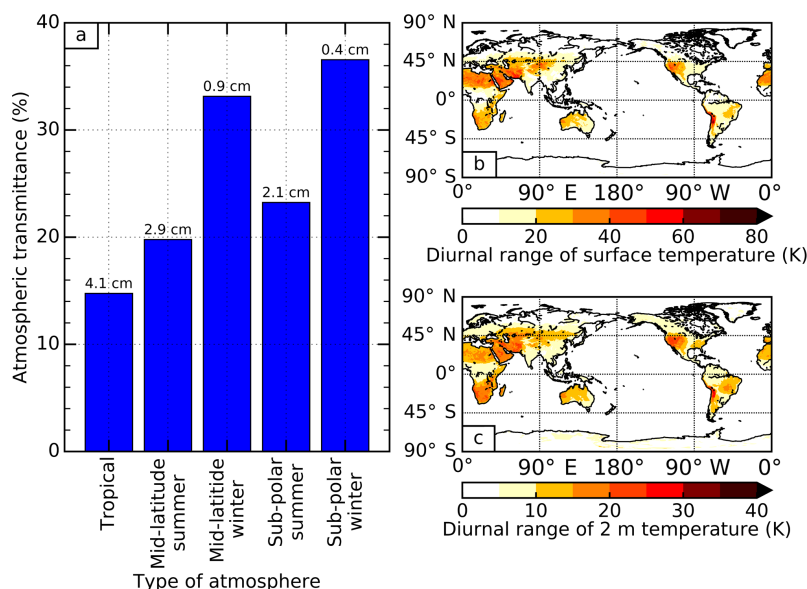 a
Atmospheric transmittance (%)
40
30
20
10
0
4.1 cm
2.9 cm
0.9 cm
2.1 cm
0.4 cm
Tropical
Mid-latitude
summer
Mid-latitide
winter
Sub-polar
summer
Sub-polar
winter
Type of atmosphere
90° N
45° N
0°
45° S
90° S
b
0° 90° E 180° 90° W 0°
0 20 40 60 80
Diurnal range of surface temperature (K)
90° N
45° N
0°
45° S
90° S
c
0° 90° E 180° 90° W 0°
0 10 20 30 40
Diurnal range of 2 m temperature (K)